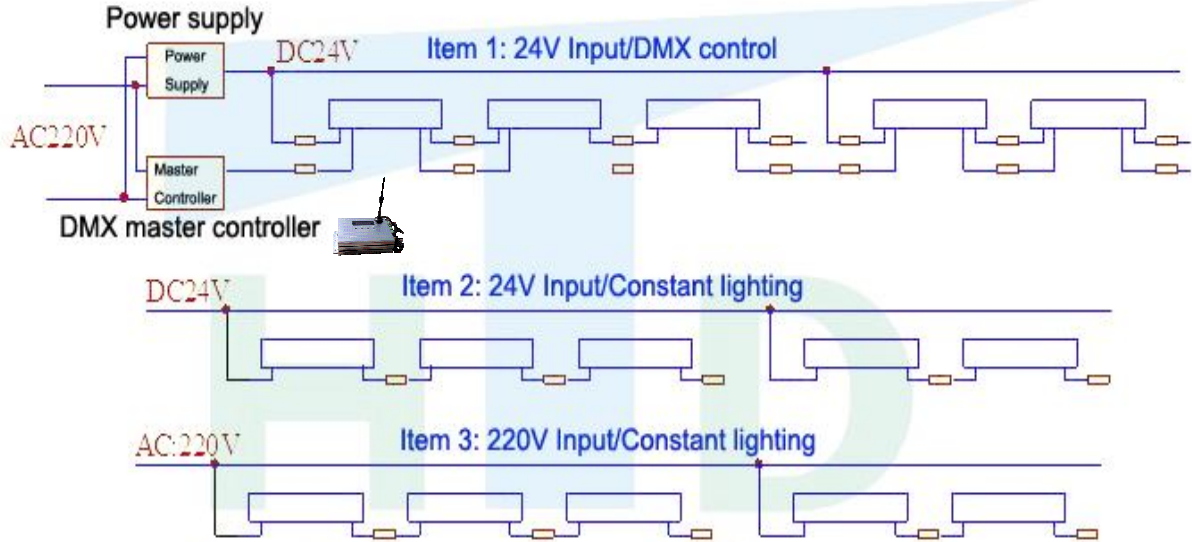 Power supply
Power
Supply
DC24V
Item 1: 24V Input/DMX control
AC220V
Master
Controller
DMX master controller
DC24V
Item 2: 24V Input/Constant lighting
AC:220V
Item 3: 220V Input/Constant lighting
H T D